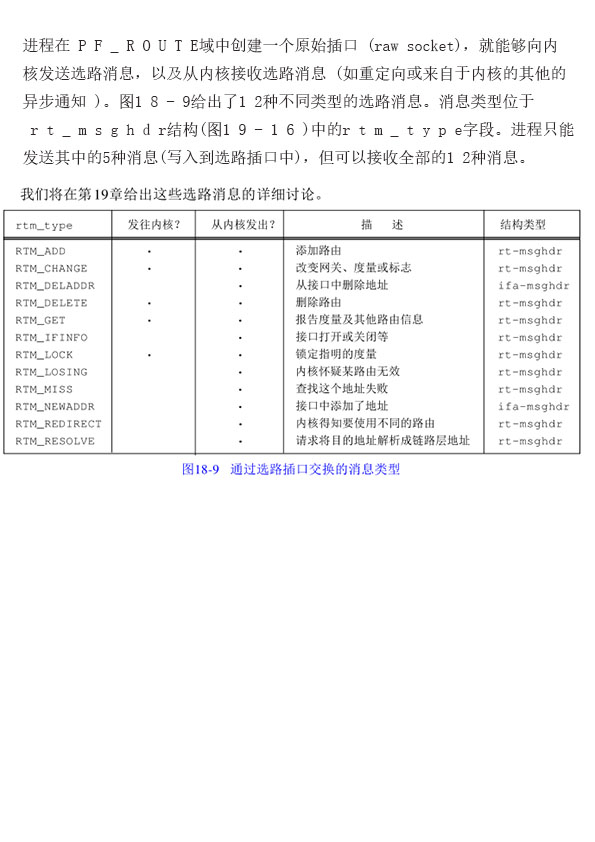 进程在 P F _ R O U T E域中创建一个原始插口 (raw socket)，就能够向内
核发送选路消息，以及从内核接收选路消息 (如重定向或来自于内核的其他的
异步通知 )。图1 8 - 9给出了1 2种不同类型的选路消息。消息类型位于
r t _ m s g h d r结构(图1 9 - 1 6 )中的r t m _ t y p e字段。进程只能
发送其中的5种消息(写入到选路插口中)，但可以接收全部的1 2种消息。
我们将在第19章给出这些选路消息的详细讨论。
rtm_type 发往内核？ 从内核发出？ 描 述 结构类型
RTM_ADD • • 添加路由 rt-msghdr
RTM_CHANGE • • 改变网关、度量或标志 rt-msghdr
RTM_DELADDR • 从接口中删除地址 ifa-msghdr
RTM_DELETE • • 删除路由 rt-msghdr
RTM_GET • • 报告度量及其他路由信息 rt-msghdr
RTM_IFINFO • 接口打开或关闭等 rt-msghdr
RTM_LOCK • • 锁定指明的度量 rt-msghdr
RTM_LOSING • 内核怀疑某路由无效 rt-msghdr
RTM_MISS • 查找这个地址失败 rt-msghdr
RTM_NEWADDR • 接口中添加了地址 ifa-msghdr
RTM_REDIRECT • 内核得知要使用不同的路由 rt-msghdr
RTM_RESOLVE • 请求将目的地址解析成链路层地址 rt-msghdr
图18-9 通过选路插口交换的消息类型